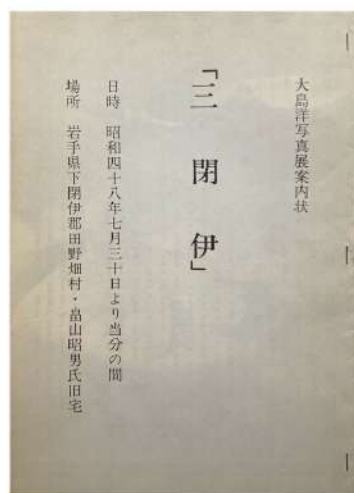 大島洋写真展案内状
「三閉伊」
日時　昭和四十八年七月三十日より当分の間
場所　岩手県下閉伊郡田野畑村・畠山昭男氏旧宅